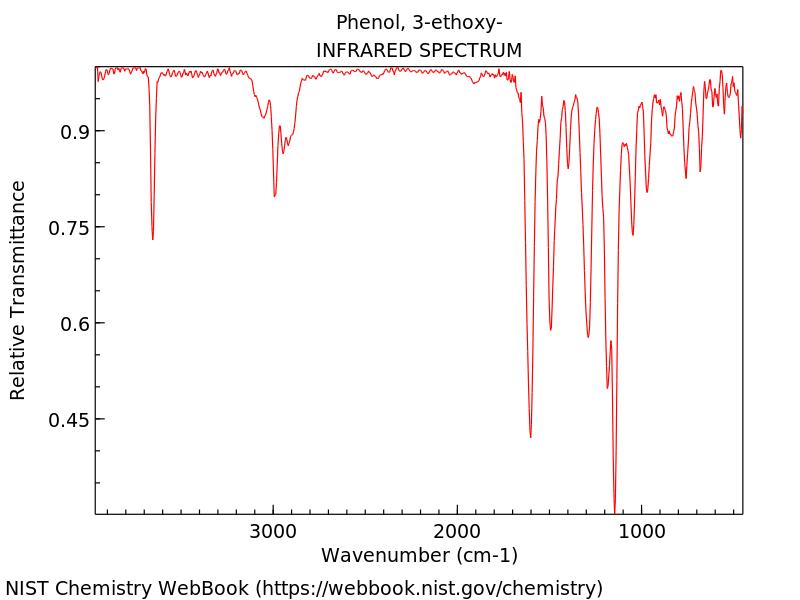 Phenol, 3-ethoxy-
INFRARED SPECTRUM
0.9
0.75
0.6
0.45
Relative Transmittance
3000 2000 1000
Wavenumber (cm-1)
NIST Chemistry WebBook (https://webbook.nist.gov/chemistry)